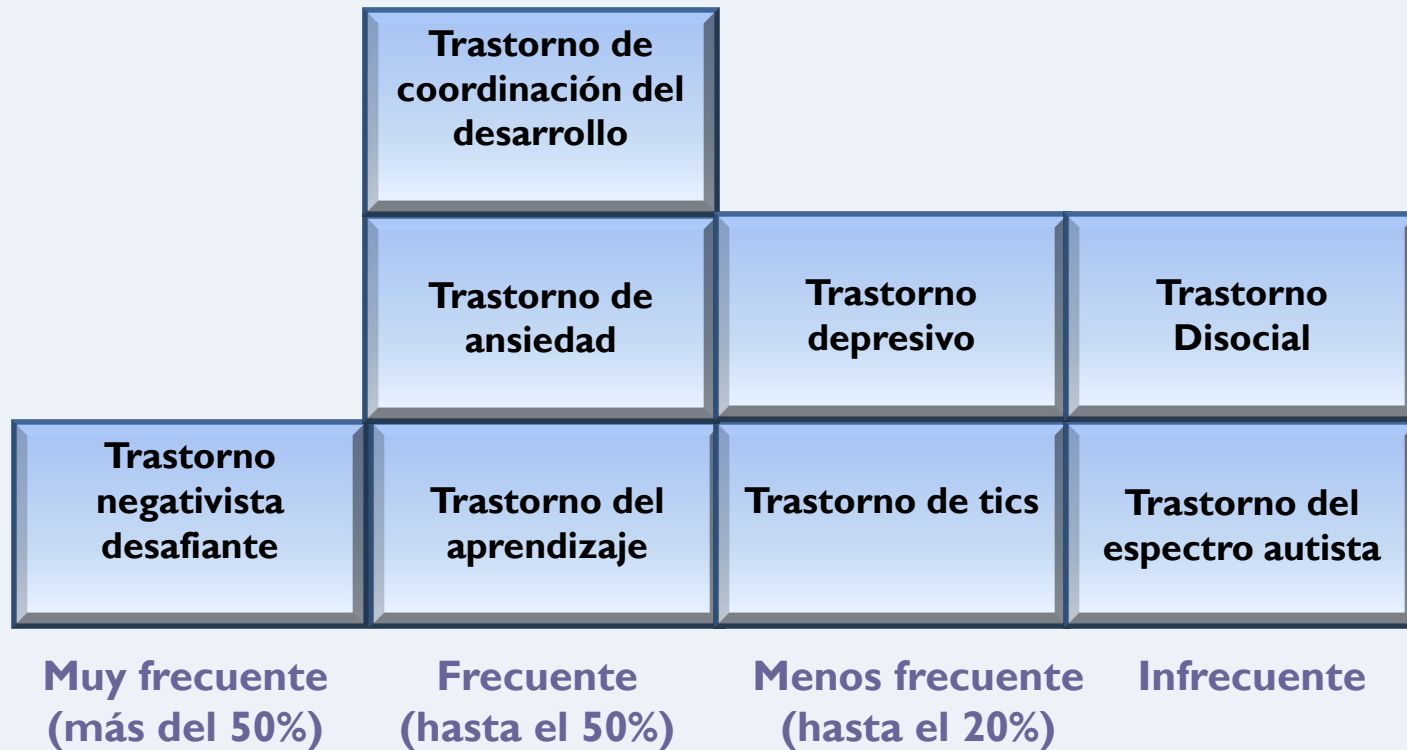 Trastorno de
coordinación del
desarrollo
Trastorno de
ansiedad
Trastorno
depresivo
Trastorno
Disocial
Trastorno
negativista
desafiante
Trastorno del
aprendizaje
Trastorno de tics
Trastorno del
espectro autista
Muy frecuente
(más del 50%)
Frecuente
(hasta el 50%)
Menos frecuente
(hasta el 20%)
Infrecuente